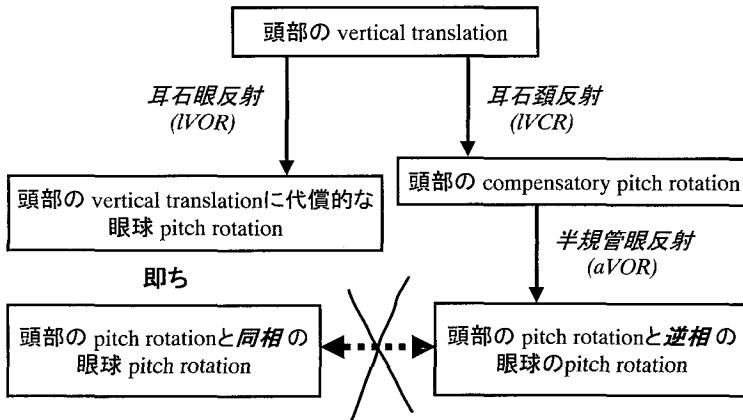 頭部の vertical translation
耳石眼反射
(lVOR)
耳石頚反射
(lVCR)
頭部の vertical translationに代償的な
眼球 pitch rotation
頭部の compensatory pitch rotation
即ち
半規管眼反射
(aVOR)
頭部の pitch rotationと同相 の
眼球 pitch rotation
頭部の pitch rotationと逆相 の
眼球のpitch rotation